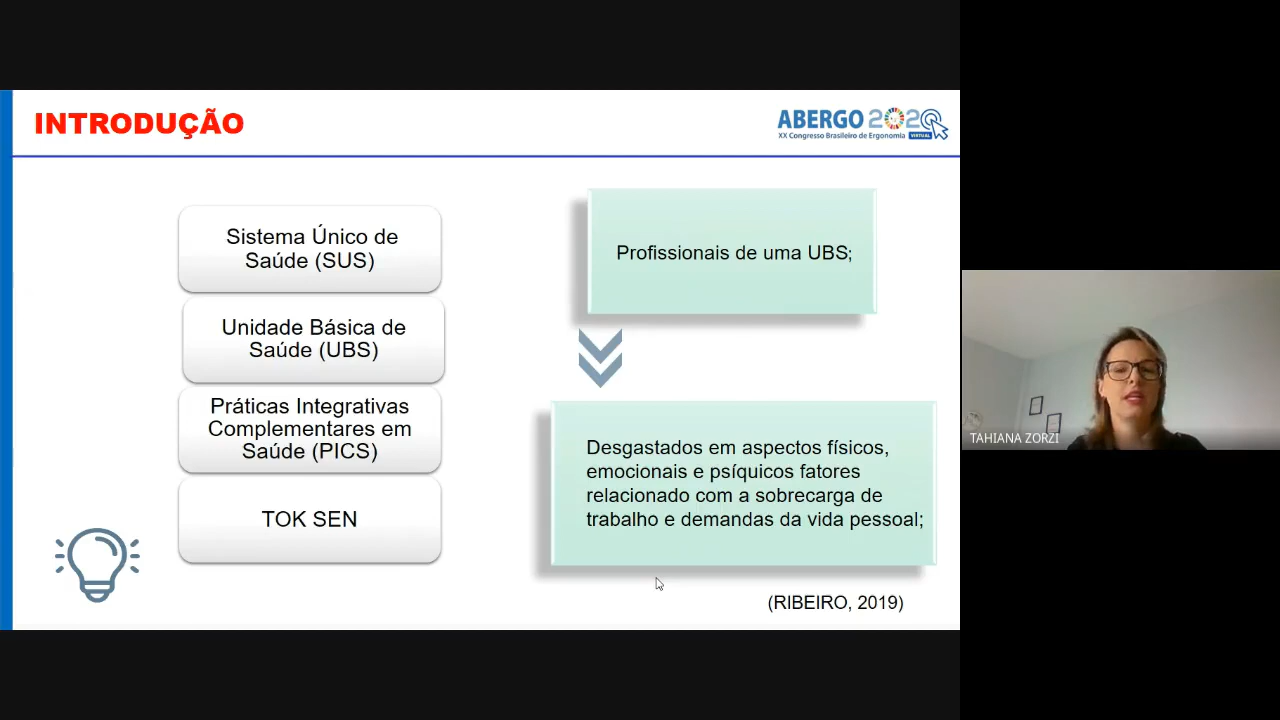 INTRODUÇÃO
ABERGO 2020
XX Congresso Brasileiro de Ergonomia VIRTUAL
Sistema Único de
Saúde (SUS)
Unidade Básica de
Saúde (UBS)
Práticas Integrativas
Complementares em
Saúde (PICS)
TOK SEN
Profissionais de uma UBS;
Desgastados em aspectos físicos,
emocionais e psíquicos fatores
relacionado com a sobrecarga de
trabalho e demandas da vida pessoal;
(RIBEIRO, 2019)
TAHIANA ZORZI